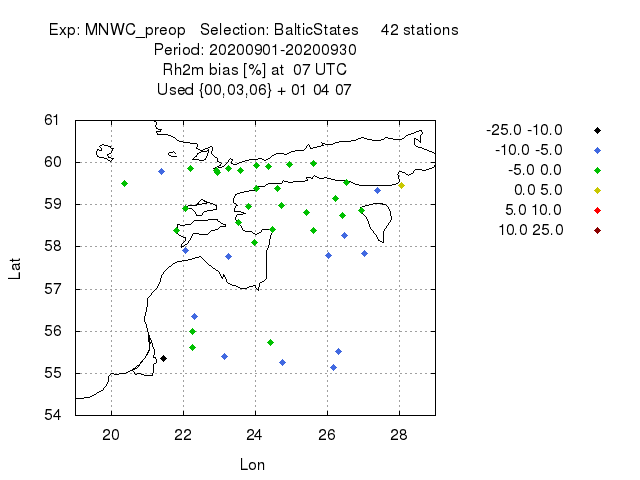 Exp: MNWC_preop   Selection: BalticStates     42 stations
Period: 20200901-20200930
Rh2m bias [%] at  07 UTC
Used {00,03,06} + 01 04 07
-25.0 -10.0
-10.0 -5.0
-5.0 0.0
0.0 5.0
5.0 10.0
10.0 25.0
61
60
59
58
57
56
55
54
Lat
20 22 24 26 28
Lon